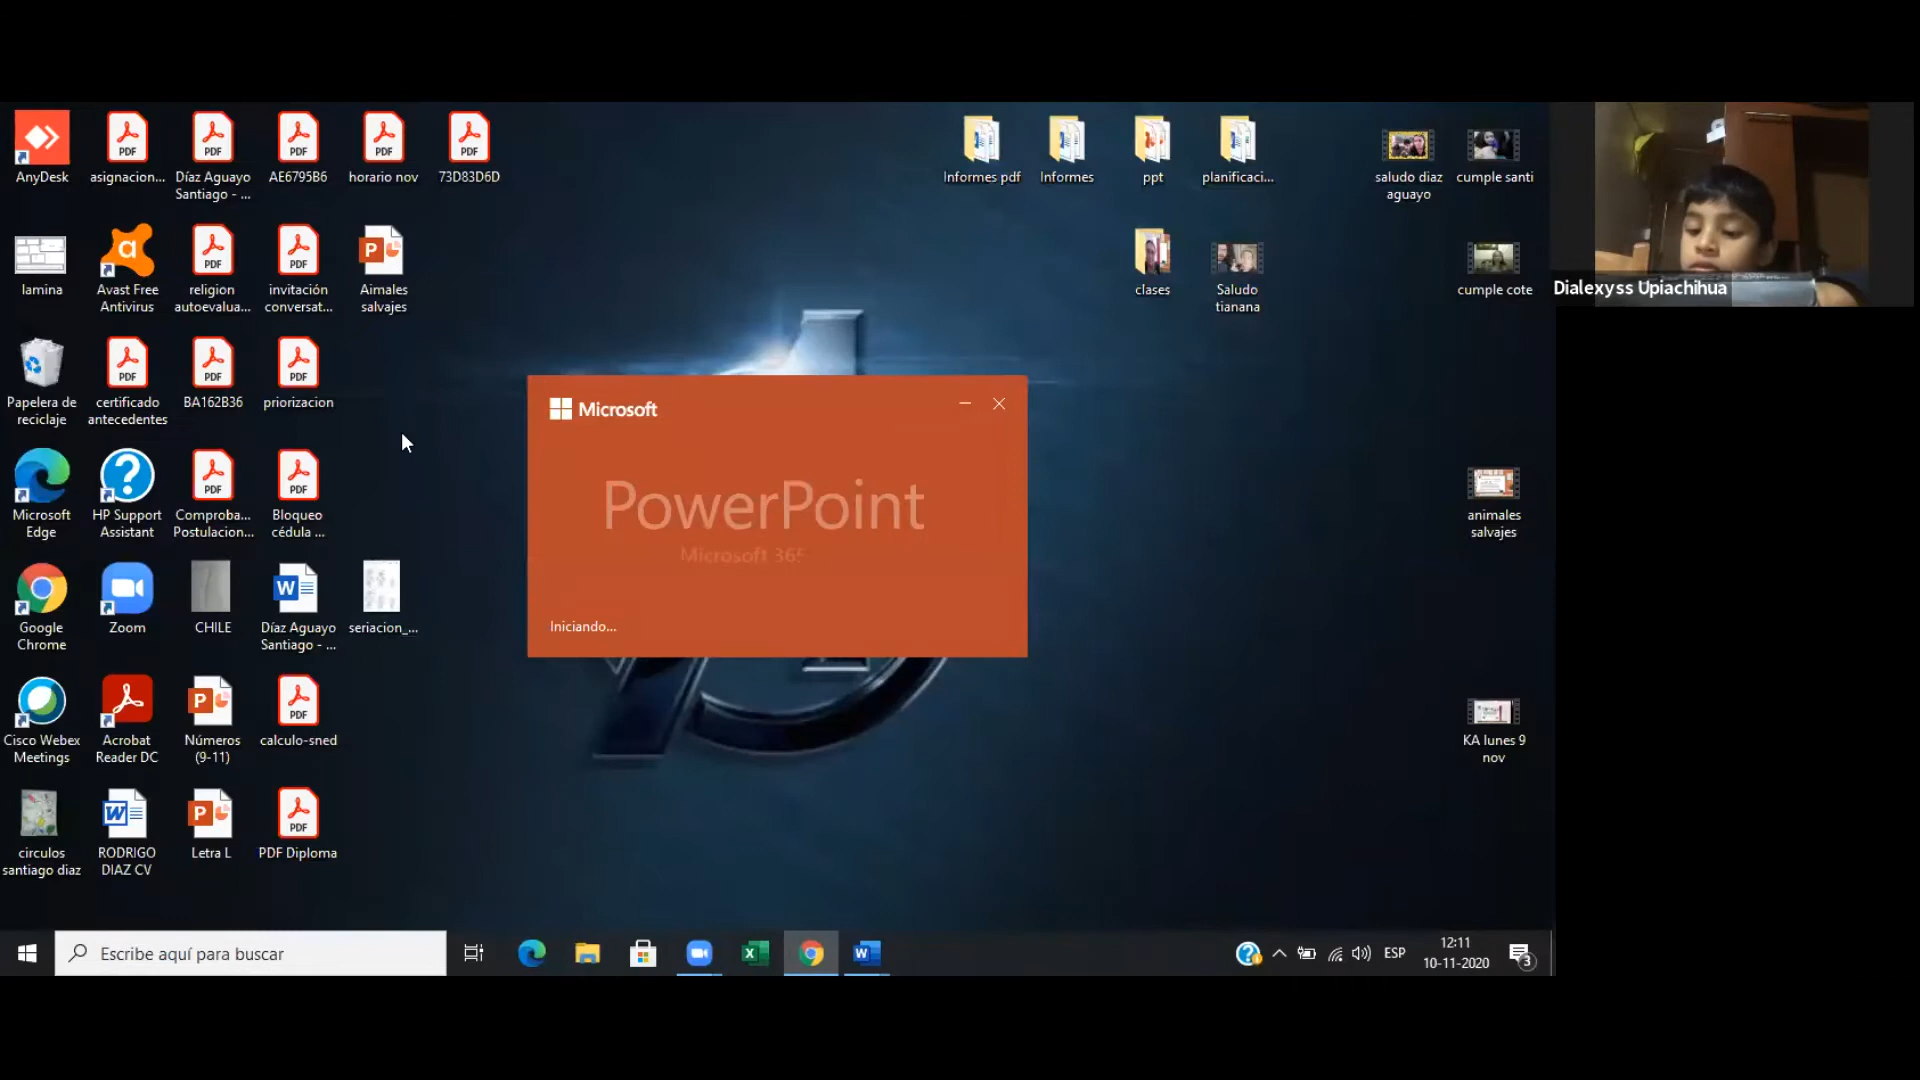 AnyDesk
asignacion...
Díaz Aguayo
Santiago - ...
AE6795B6
horario nov
73D83D6D
Informes pdf
Informes
ppt
planificaci...
saludo diaz
aguayo
cumple santi
lamina
Avast Free
Antivirus
religion
autoevalua...
invitación
conversat...
Aimales
salvajes
clases
Saludo
tianana
cumple cote
Dialexyss Upiachihua
Papelera de
reciclaje
certificado
antecedentes
BA162B36
priorizacion
Microsoft
PowerPoint
Microsoft 365
Iniciando...
Microsoft
Edge
HP Support
Assistant
Comproba...
Postulacion...
Bloqueo
cédula ...
animales
salvajes
Google
Chrome
Zoom
CHILE
Díaz Aguayo
Santiago - ...
seriacion_...
Cisco Webex
Meetings
Acrobat
Reader DC
Números
(9-11)
calculo-sned
KA lunes 9
nov
circulos
santiago diaz
RODRIGO
DIAZ CV
Letra L
PDF Diploma
Escribe aquí para buscar
ESP
12:11
10-11-2020
3